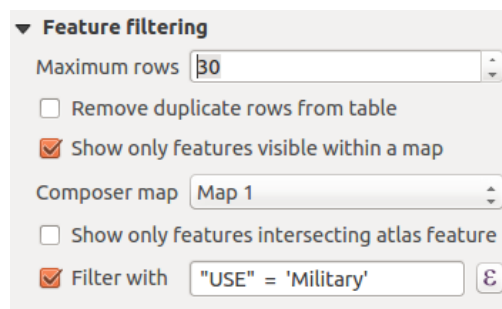 Feature filtering
Maximum rows 30
Remove duplicate rows from table
Show only features visible within a map
Composer map Map 1
Show only features intersecting atlas feature
Filter with "USE" = 'Military' ε